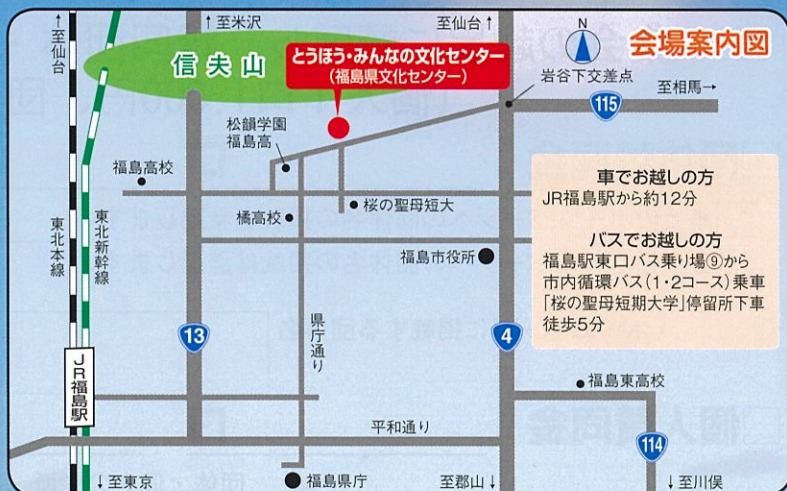 会場案内図
↑至仙台
↑至米沢
至仙台↑
N
信夫山
とうほう・みんなの文化センター
(福島県文化センター)
岩谷下交差点
至相馬→
115
松韻学園
福島高
福島高校
桜の聖母短大
橘高校
福島市役所
東北本線
東北新幹線
車でお越しの方
JR福島駅から約12分
バスでお越しの方
福島駅東口バス乗り場⑨から
市内循環バス(1・2コース)乗車
「桜の聖母短期大学」停留所下車
徒歩5分
13
県庁通り
4
JR福島駅
福島東高校
平和通り
114
↓至東京
福島県庁
至郡山↓
↓至川俣